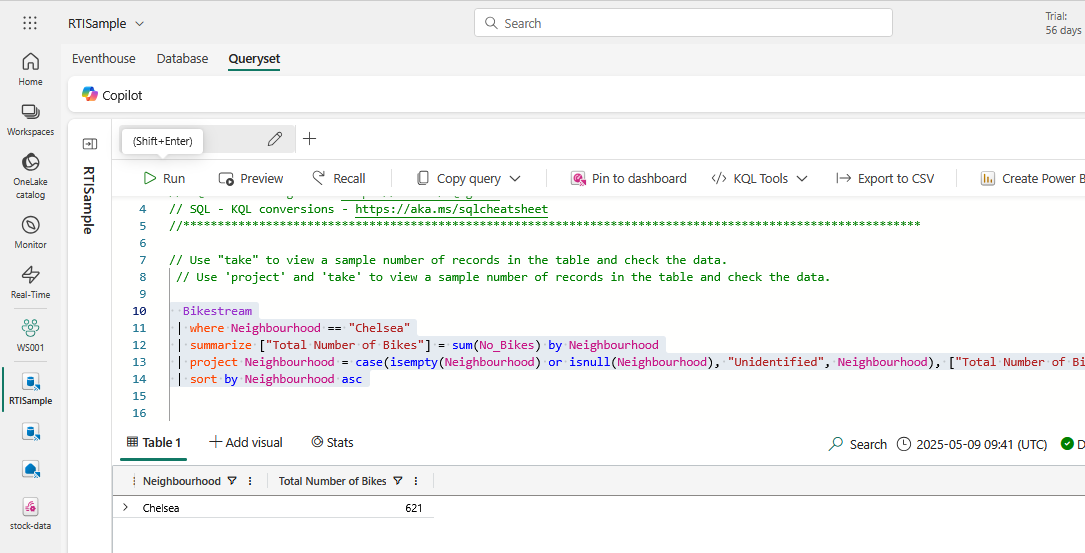 RTISample
Search
Trial:
56 days
Eventhouse Database Queryset
Home
Copilot
Workspaces
(Shift+Enter)
OneLake
catalog
RTISample
Run Preview Recall Copy query Pin to dashboard KQL Tools Export to CSV Create Power B
Monitor
Real-Time
WS001
RTISample
stock-data
4 // SQL - KQL conversions - https://aka.ms/sqlcheatsheet
5 //
6
7 // Use "take" to view a sample number of records in the table and check the data.
8 // Use 'project' and 'take' to view a sample number of records in the table and check the data.
9
10 Bikestream
11 | where Neighbourhood == "Chelsea"
12 | summarize ["Total Number of Bikes"] = sum(No_Bikes) by Neighbourhood
13 | project Neighbourhood = case(isempty(Neighbourhood) or isnull(Neighbourhood), "Unidentified", Neighbourhood), ["Total Number of Bi
14 | sort by Neighbourhood asc
15
16
Table 1 Add visual Stats Search 2025-05-09 09:41 (UTC) D
Neighbourhood Total Number of Bikes
Chelsea 621